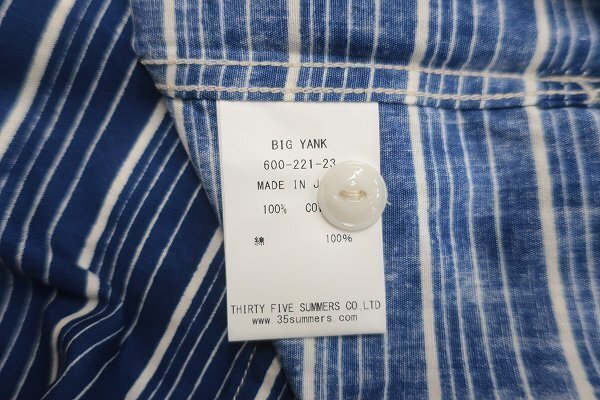 BIG YANK
600-221-23
MADE IN
100%
綿 100%
THIRTY FIVE SUMMERS CO.LTD
www.35summers.com